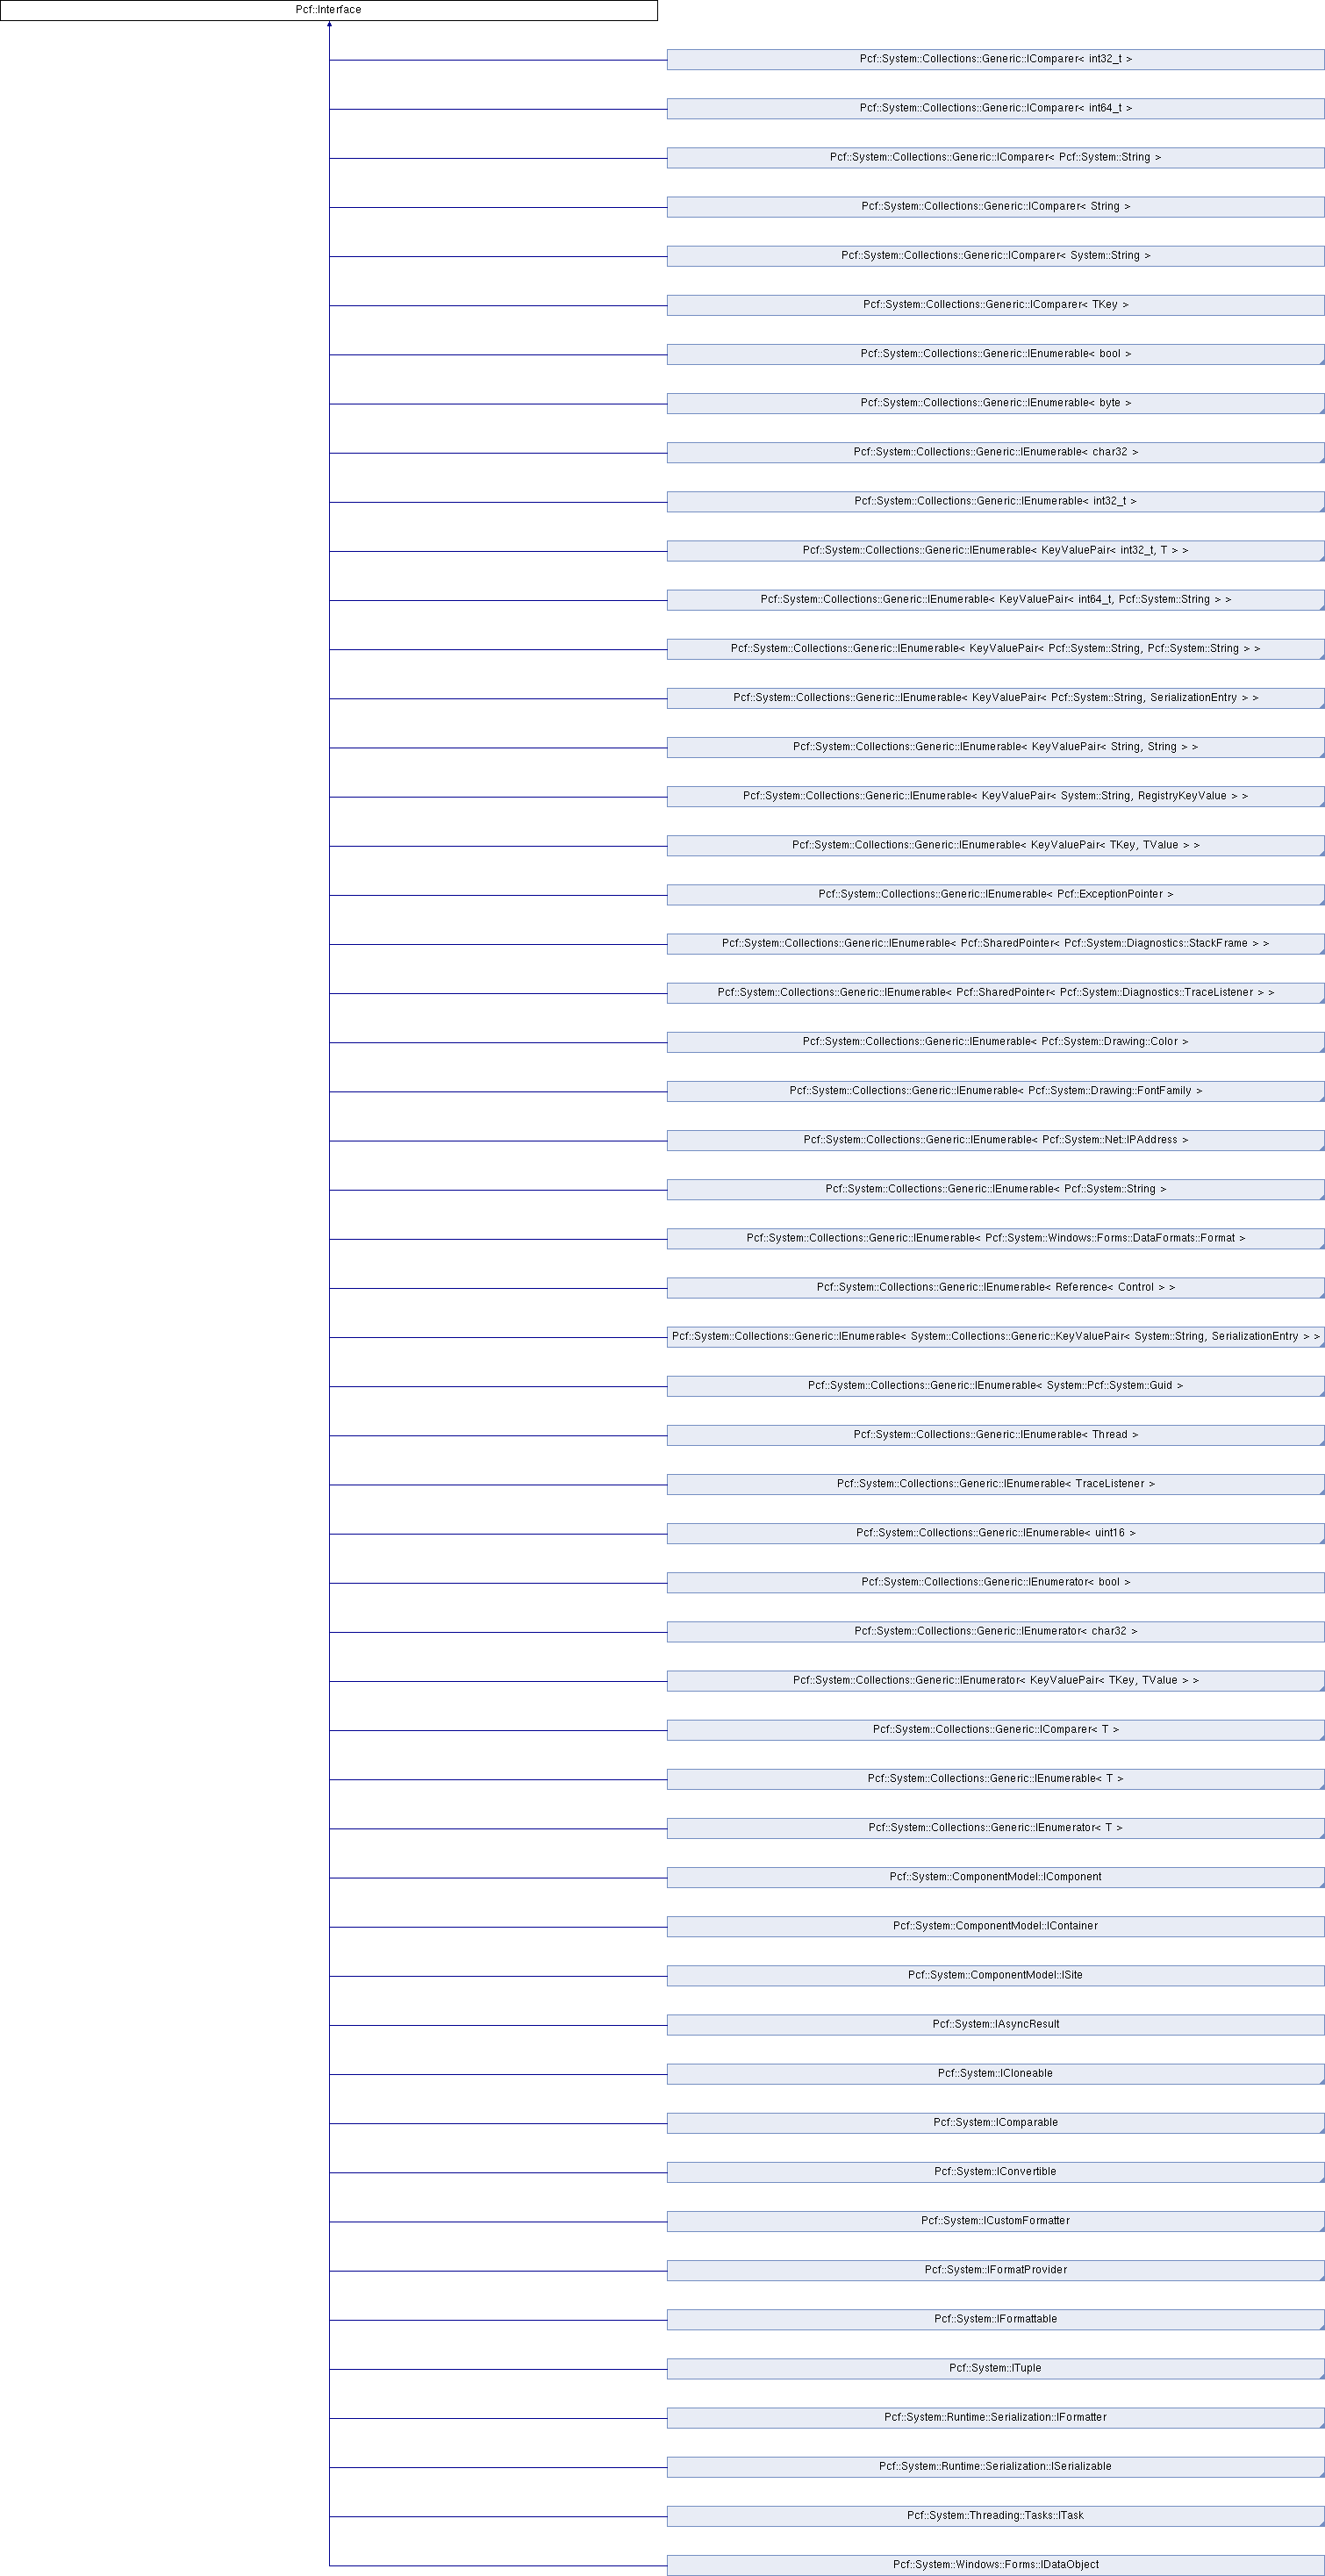 Pcf::Interface
Pcf::System::Collections::Generic::IComparer< int32_t >
Pcf::System::Collections::Generic::IComparer< int64_t >
Pcf::System::Collections::Generic::IComparer< Pcf::System::String >
Pcf::System::Collections::Generic::IComparer< String >
Pcf::System::Collections::Generic::IComparer< System::String >
Pcf::System::Collections::Generic::IComparer< TKey >
Pcf::System::Collections::Generic::IEnumerable< bool >
Pcf::System::Collections::Generic::IEnumerable< byte >
Pcf::System::Collections::Generic::IEnumerable< char32 >
Pcf::System::Collections::Generic::IEnumerable< int32_t >
Pcf::System::Collections::Generic::IEnumerable< KeyValuePair< int32_t, T > >
Pcf::System::Collections::Generic::IEnumerable< KeyValuePair< int64_t, Pcf::System::String > >
Pcf::System::Collections::Generic::IEnumerable< KeyValuePair< Pcf::System::String, Pcf::System::String > >
Pcf::System::Collections::Generic::IEnumerable< KeyValuePair< Pcf::System::String, SerializationEntry > >
Pcf::System::Collections::Generic::IEnumerable< KeyValuePair< String, String > >
Pcf::System::Collections::Generic::IEnumerable< KeyValuePair< System::String, RegistryKeyValue > >
Pcf::System::Collections::Generic::IEnumerable< KeyValuePair< TKey, TValue > >
Pcf::System::Collections::Generic::IEnumerable< Pcf::ExceptionPointer >
Pcf::System::Collections::Generic::IEnumerable< Pcf::SharedPointer< Pcf::System::Diagnostics::StackFrame > >
Pcf::System::Collections::Generic::IEnumerable< Pcf::SharedPointer< Pcf::System::Diagnostics::TraceListener > >
Pcf::System::Collections::Generic::IEnumerable< Pcf::System::Drawing::Color >
Pcf::System::Collections::Generic::IEnumerable< Pcf::System::Drawing::FontFamily >
Pcf::System::Collections::Generic::IEnumerable< Pcf::System::Net::IPAddress >
Pcf::System::Collections::Generic::IEnumerable< Pcf::System::String >
Pcf::System::Collections::Generic::IEnumerable< Pcf::System::Windows::Forms::DataFormats::Format >
Pcf::System::Collections::Generic::IEnumerable< Reference< Control > >
Pcf::System::Collections::Generic::IEnumerable< System::Collections::Generic::KeyValuePair< System::String, SerializationEntry > >
Pcf::System::Collections::Generic::IEnumerable< System::Pcf::System::Guid >
Pcf::System::Collections::Generic::IEnumerable< Thread >
Pcf::System::Collections::Generic::IEnumerable< TraceListener >
Pcf::System::Collections::Generic::IEnumerable< uint16 >
Pcf::System::Collections::Generic::IEnumerator< bool >
Pcf::System::Collections::Generic::IEnumerator< char32 >
Pcf::System::Collections::Generic::IEnumerator< KeyValuePair< TKey, TValue > >
Pcf::System::Collections::Generic::IComparer< T >
Pcf::System::Collections::Generic::IEnumerable< T >
Pcf::System::Collections::Generic::IEnumerator< T >
Pcf::System::ComponentModel::IComponent
Pcf::System::ComponentModel::IContainer
Pcf::System::ComponentModel::ISite
Pcf::System::IAsyncResult
Pcf::System::ICloneable
Pcf::System::IComparable
Pcf::System::IConvertible
Pcf::System::ICustomFormatter
Pcf::System::IFormatProvider
Pcf::System::IFormattable
Pcf::System::ITuple
Pcf::System::Runtime::Serialization::IFormatter
Pcf::System::Runtime::Serialization::ISerializable
Pcf::System::Threading::Tasks::ITask
Pcf::System::Windows::Forms::IDataObject